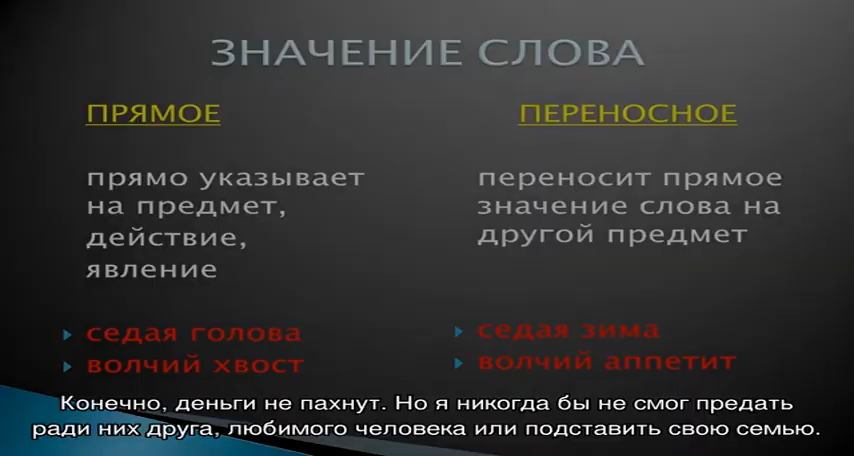 ЗНАЧЕНИЕ СЛОВА
ПРЯМОЕ
прямо указывает
на предмет,
действие,
явление
седая голова
волчий хвост
ПЕРЕНОСНОЕ
переносит прямое
значение слова на
другой предмет
седая зима
волчий аппетит
Конечно, деньги не пахнут. Но я никогда бы не смог предать
ради них друга, любимого человека или подставить свою семью.